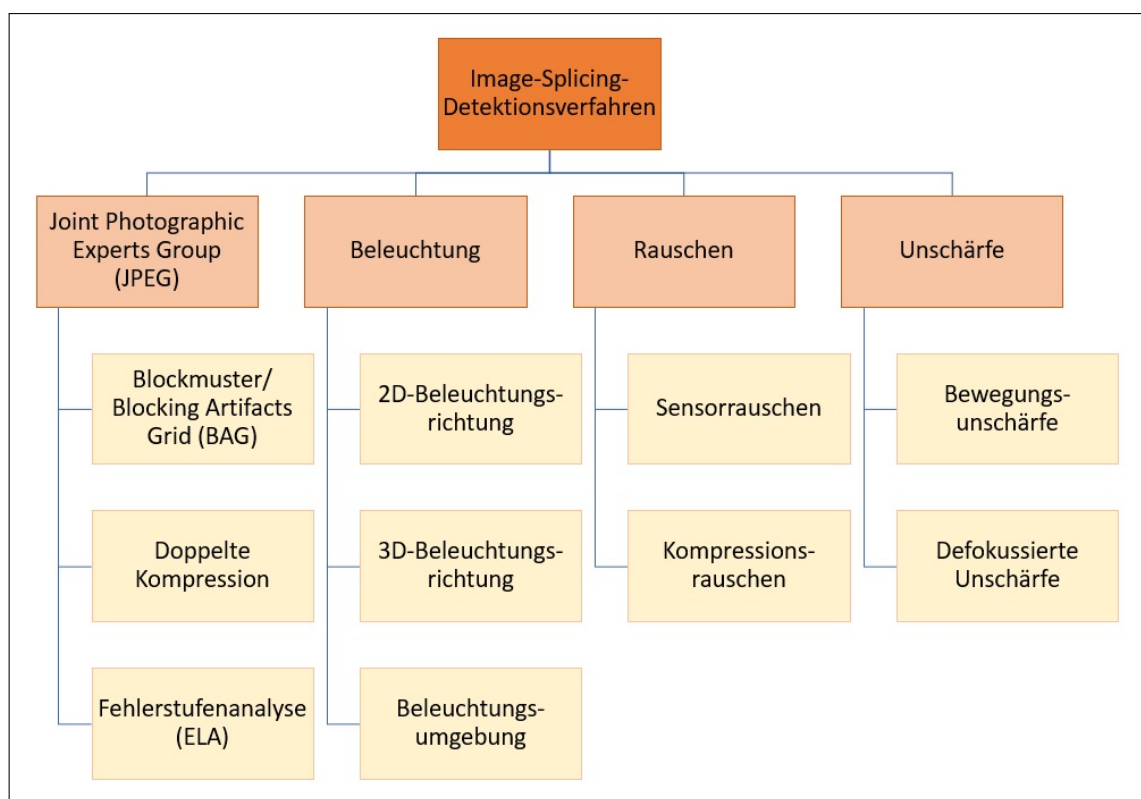 Image-Splicing-
Detektionsverfahren
Joint Photographic
Experts Group
(JPEG)
Beleuchtung
Rauschen
Unschärfe
Blockmuster/
Blocking Artifacts
Grid (BAG)
2D-Beleuchtungs-
richtung
Sensorrauschen
Bewegungs-
unschärfe
Doppelte
Kompression
3D-Beleuchtungs-
richtung
Kompressions-
rauschen
Defokussierte
Unschärfe
Fehlerstufenanalyse
(ELA)
Beleuchtungs-
umgebung